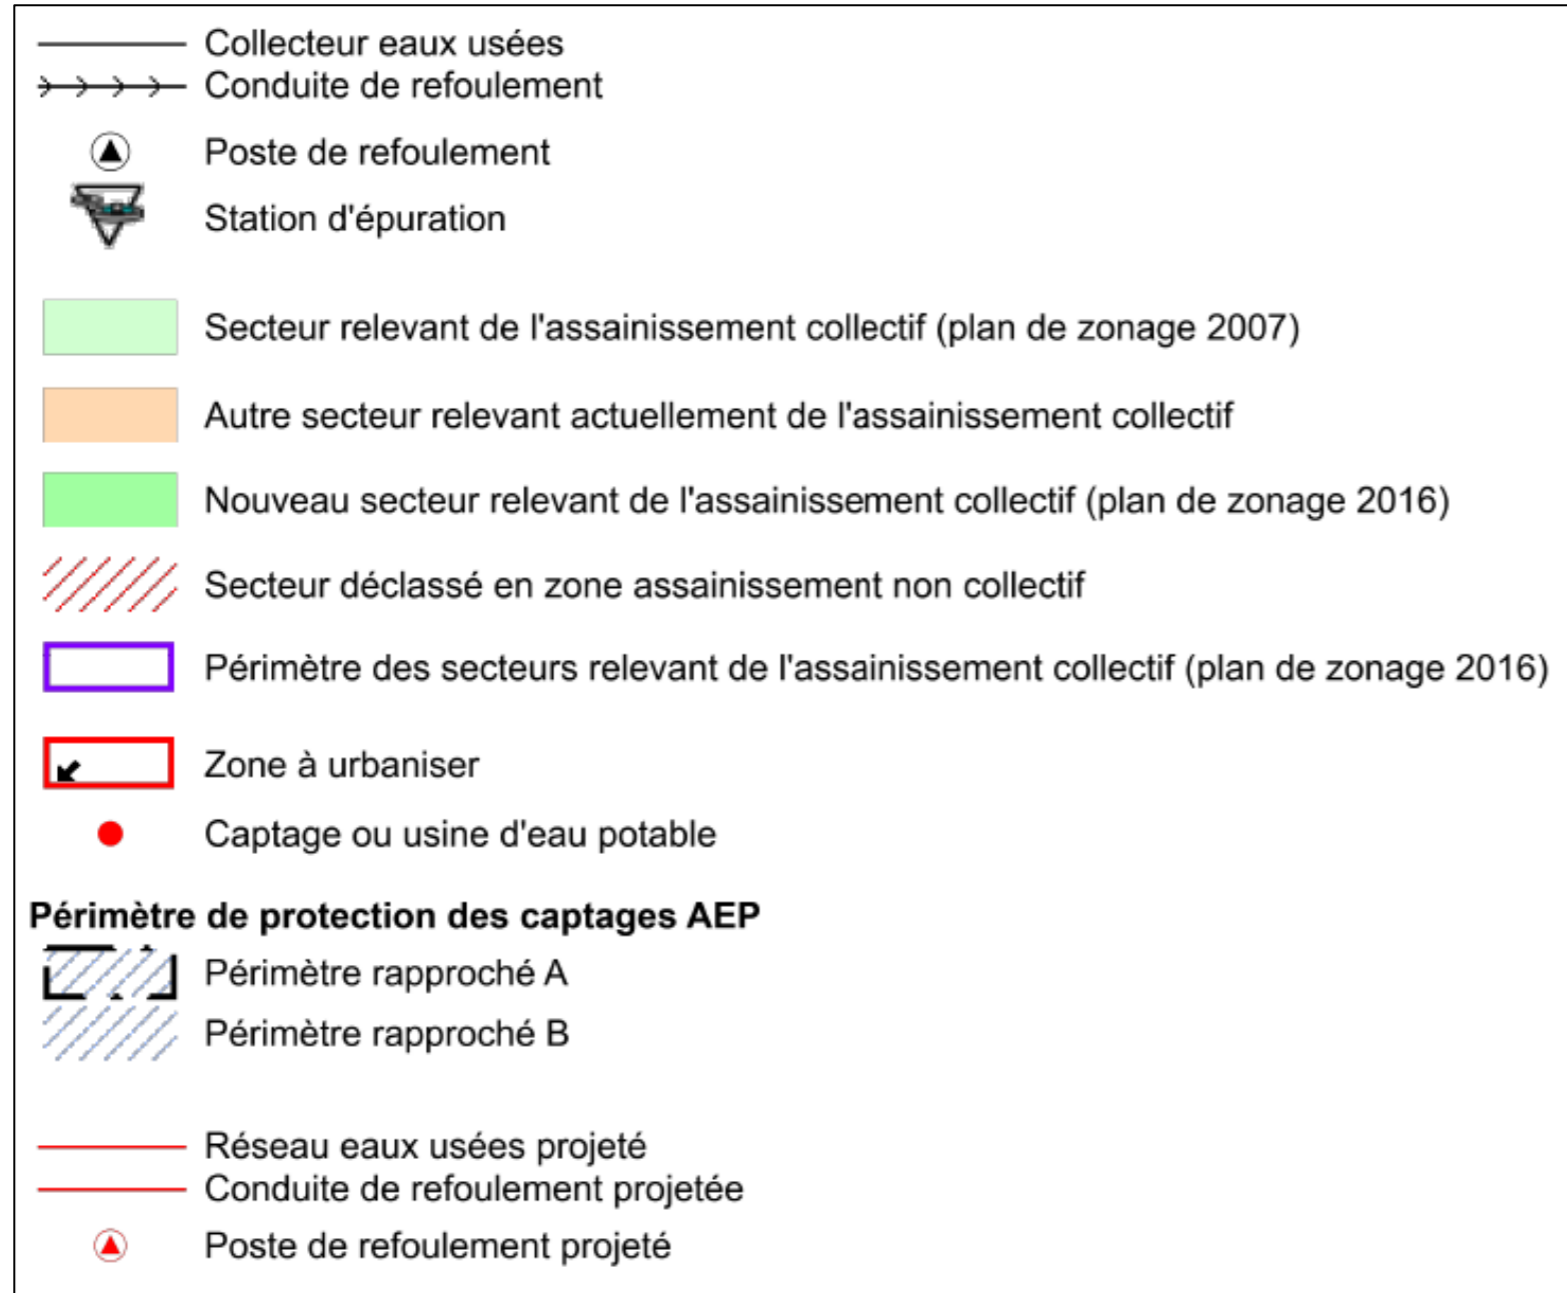 Collecteur eaux usées
Conduite de refoulement
Poste de refoulement
Station d'épuration
Secteur relevant de l'assainissement collectif (plan de zonage 2007)
Autre secteur relevant actuellement de l'assainissement collectif
Nouveau secteur relevant de l'assainissement collectif (plan de zonage 2016)
Secteur déclassé en zone assainissement non collectif
Périmètre des secteurs relevant de l'assainissement collectif (plan de zonage 2016)
Zone à urbaniser
Captage ou usine d'eau potable
Périmètre de protection des captages AEP
Périmètre rapproché A
Périmètre rapproché B
Réseau eaux usées projeté
Conduite de refoulement projetée
Poste de refoulement projeté